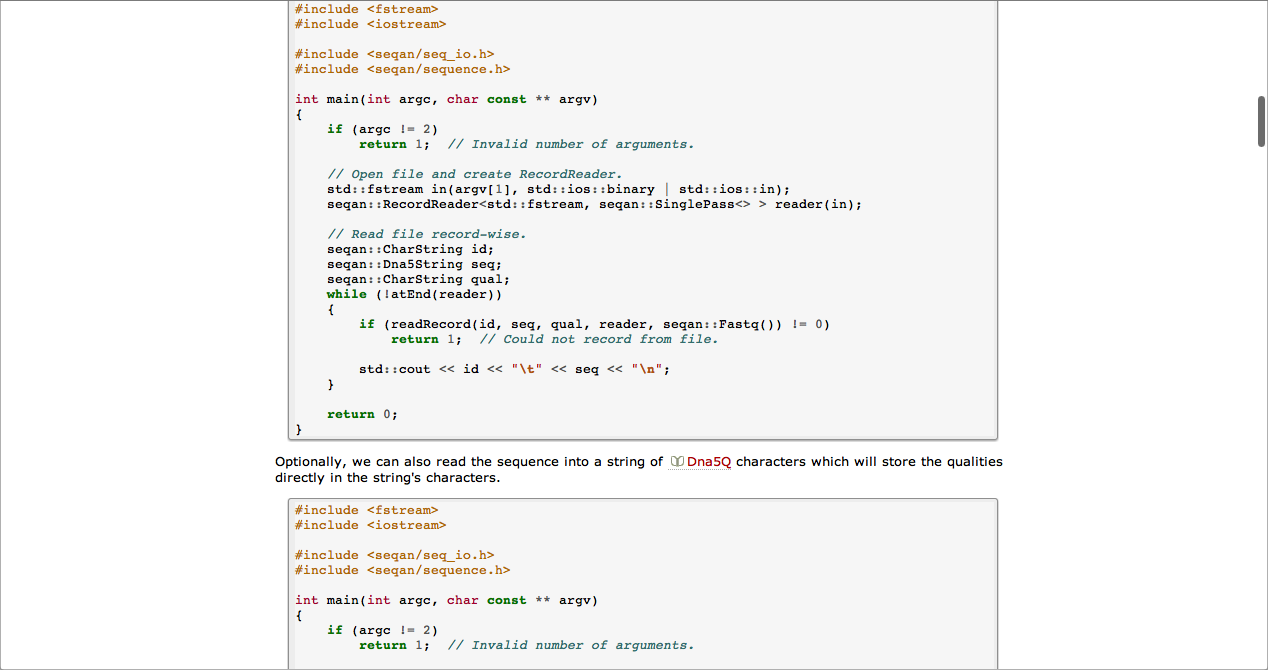 #include <fstream>
#include <iostream>
#include <seqan/seq_io.h>
#include <seqan/sequence.h>
int main(int argc, char const ** argv)
{
    if (argc != 2)
        return 1;  // Invalid number of arguments.
    // Open file and create RecordReader.
    std::fstream in(argv[1], std::ios::binary | std::ios::in);
    seqan::RecordReader<std::fstream, seqan::SinglePass<> > reader(in);
    // Read file record-wise.
    seqan::CharString id;
    seqan::Dna5String seq;
    seqan::CharString qual;
    while (!atEnd(reader))
    {
        if (readRecord(id, seq, qual, reader, seqan::Fastq()) != 0)
            return 1;  // Could not record from file.
        std::cout << id << "\t" << seq << "\n";
    }
    return 0;
}
Optionally, we can also read the sequence into a string of Dna5Q characters which will store the qualities
directly in the string's characters.
#include <fstream>
#include <iostream>
#include <seqan/seq_io.h>
#include <seqan/sequence.h>
int main(int argc, char const ** argv)
{
    if (argc != 2)
        return 1;  // Invalid number of arguments.